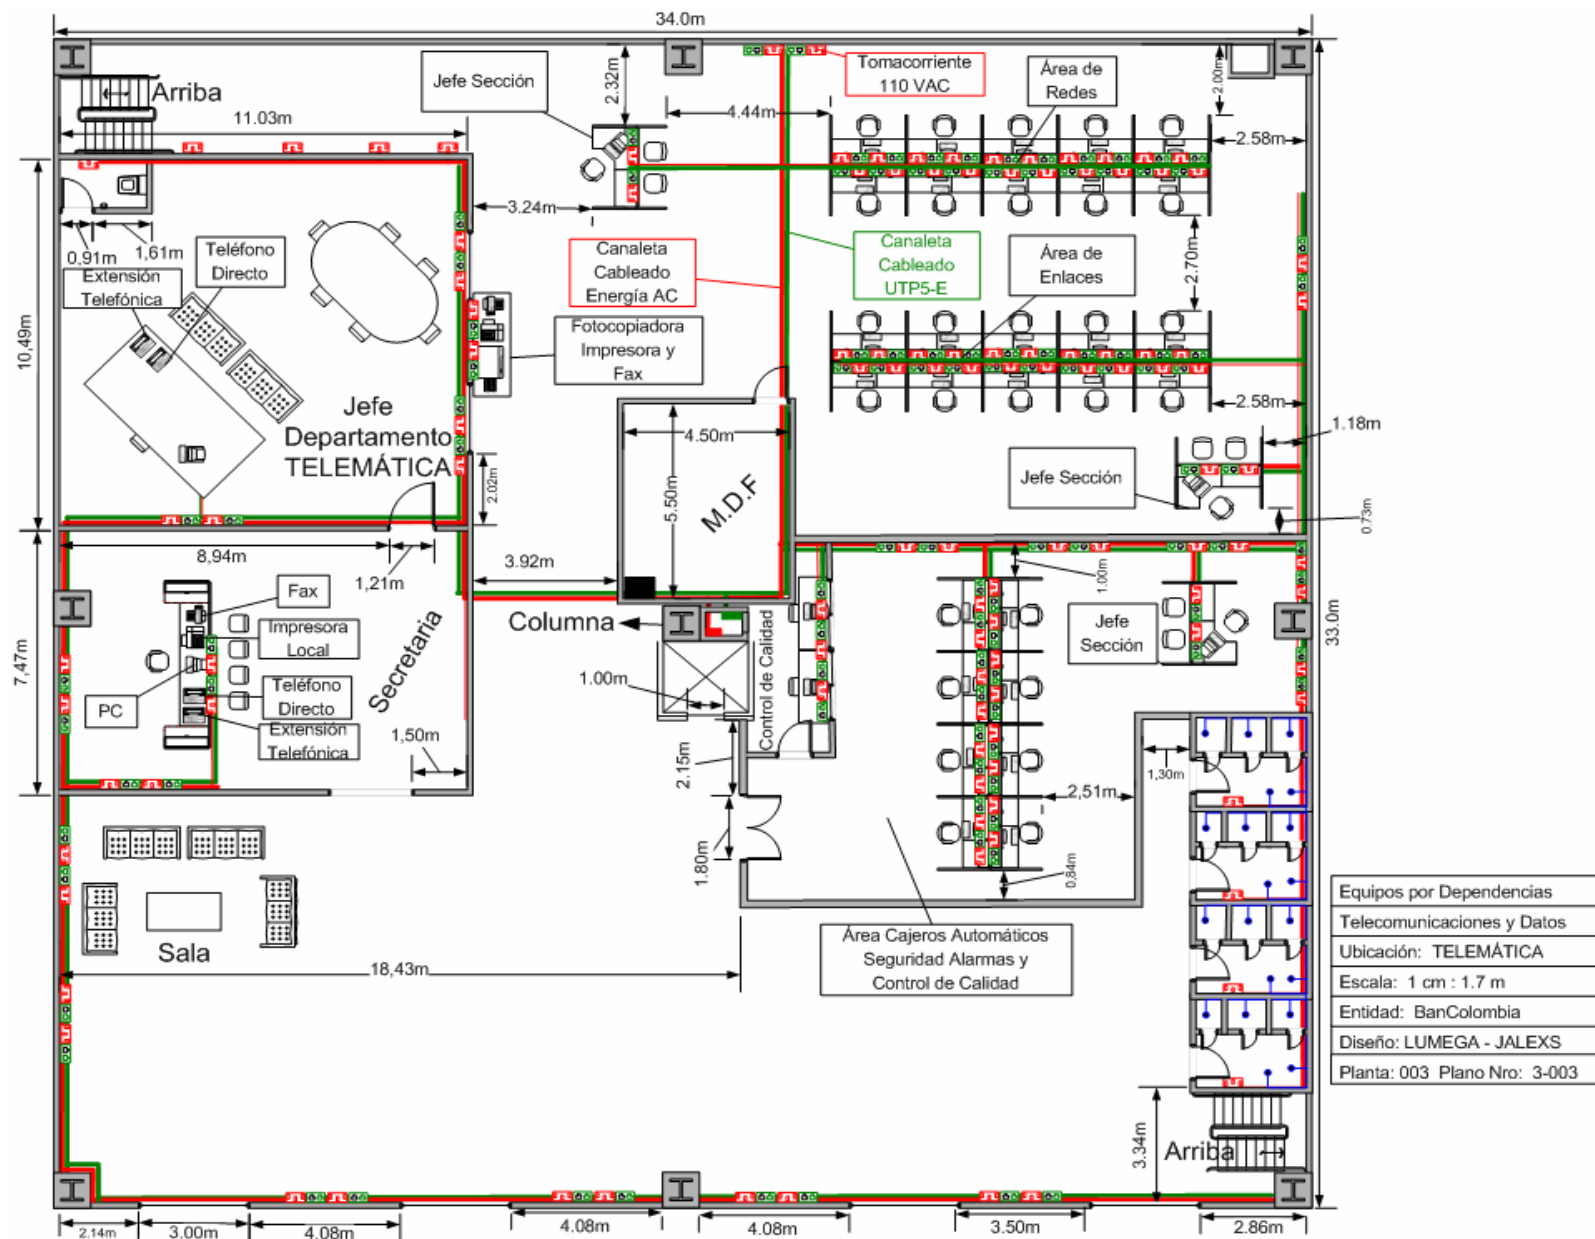 34.0m
Arriba
11.03m
Jefe Sección
2.32m
4.44m
Tomacorriente
110 VAC
Área de
Redes
2.00m
2.58m
3.24m
0,91m
1,61m
Teléfono
Directo
Extensión
Telefónica
Canaleta
Cableado
Energía AC
Canaleta
Cableado
UTP5-E
Área de
Enlaces
2.70m
10,49m
Fotocopiadora
Impresora y
Fax
Jefe
Departamento
TELEMÁTICA
2.02m
4.50m
5.50m
M.D.F
2.58m
1.18m
Jefe Sección
0.73m
8,94m
1,21m
3.92m
1.00m
Fax
Impresora
Local
Secretaria
Columna
Control de Calidad
Jefe
Sección
33.0m
7,47m
PC
Teléfono
Directo
Extensión
Telefónica
1.00m
1,50m
2.15m
1,30m
2,51m
1.80m
0,84m
Sala
18,43m
Área Cajeros Automáticos
Seguridad Alarmas y
Control de Calidad
Equipos por Dependencias
Telecomunicaciones y Datos
Ubicación: TELEMÁTICA
Escala: 1 cm : 1.7 m
Entidad: BanColombia
Diseño: LUMEGA - JALEXS
Planta: 003 Plano Nro: 3-003
3.34m
Arriba
2.14m
3.00m
4.08m
4.08m
4.08m
3.50m
2.86m